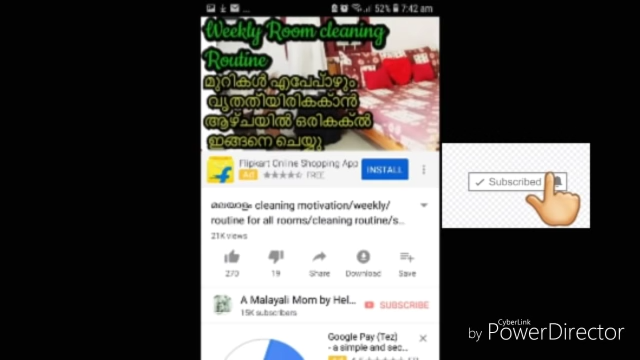 52% 7:42 am
Weekly Room cleaning
Routine
മുറികൾ എപ്പോഴും
വൃത്തിയിരിക്കാൻ
ആഴ്ചയിൽ ഒരിക്കൽ
ഇങ്ങനെ ചെയ്യു
Flipkart Online Shopping App
Ad FREE
INSTALL
മലയാളം cleaning motivation/weekly/
routine for all rooms/cleaning routine/s...
21K views
270 19 Share Download Save
A Malayali Mom by Hel...
SUBSCRIBE
15K subscribers
Google Pay (Tez)
- a simple and sec...
Subscribed
CyberLink
by PowerDirector